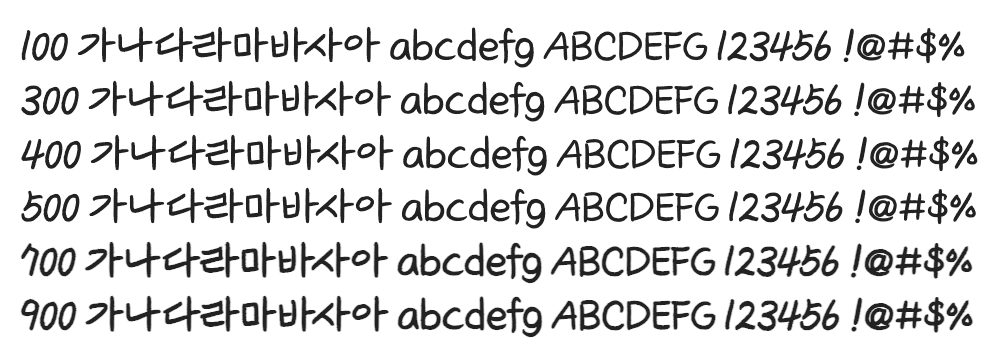 100 가나다라마바사아 abcdefg ABCDEFG 123456 !@#$%
300 가나다라마바사아 abcdefg ABCDEFG 123456 !@#$%
400 가나다라마바사아 abcdefg ABCDEFG 123456 !@#$%
500 가나다라마바사아 abcdefg ABCDEFG 123456 !@#$%
700 가나다라마바사아 abcdefg ABCDEFG 123456 !@#$%
900 가나다라마바사아 abcdefg ABCDEFG 123456 !@#$%